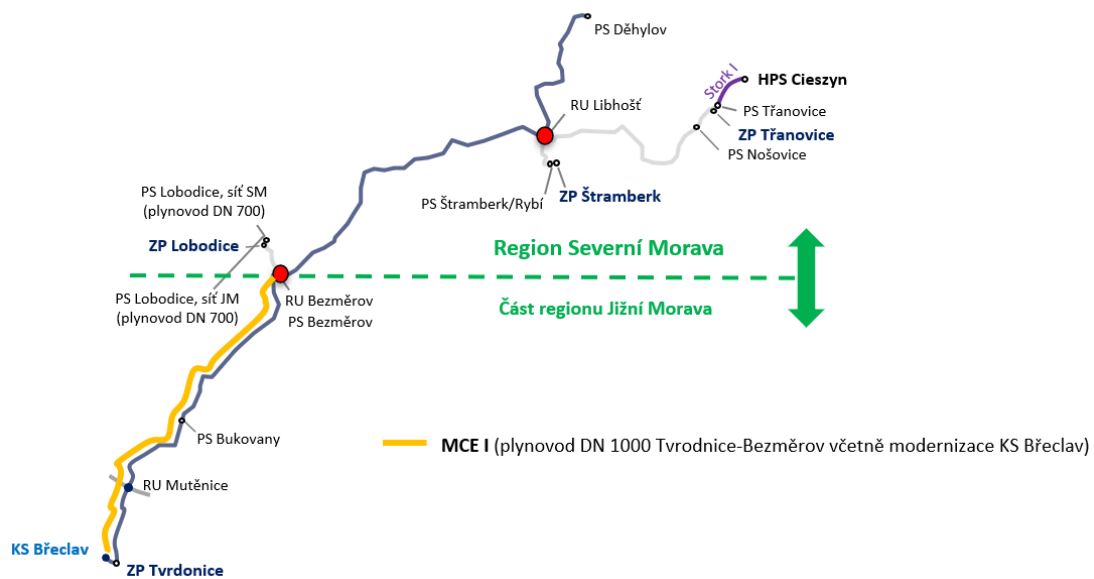 PS Děhylov
Stork I
HPS Cieszyn
RU Libhošť
PS Třanovice
ZP Třanovice
PS Nošovice
PS Štramberk/Rybí
ZP Štramberk
PS Lobodice, síť SM
(plynovod DN 700)
ZP Lobodice
Region Severní Morava
PS Lobodice, síť JM
(plynovod DN 700)
RU Bezměrov
PS Bezměrov
Část regionu Jižní Morava
PS Bukovany
MCE I (plynovod DN 1000 Tvrodnice-Bezměrov včetně modernizace KS Břeclav)
RU Mutěnice
KS Břeclav
ZP Tvrdonice